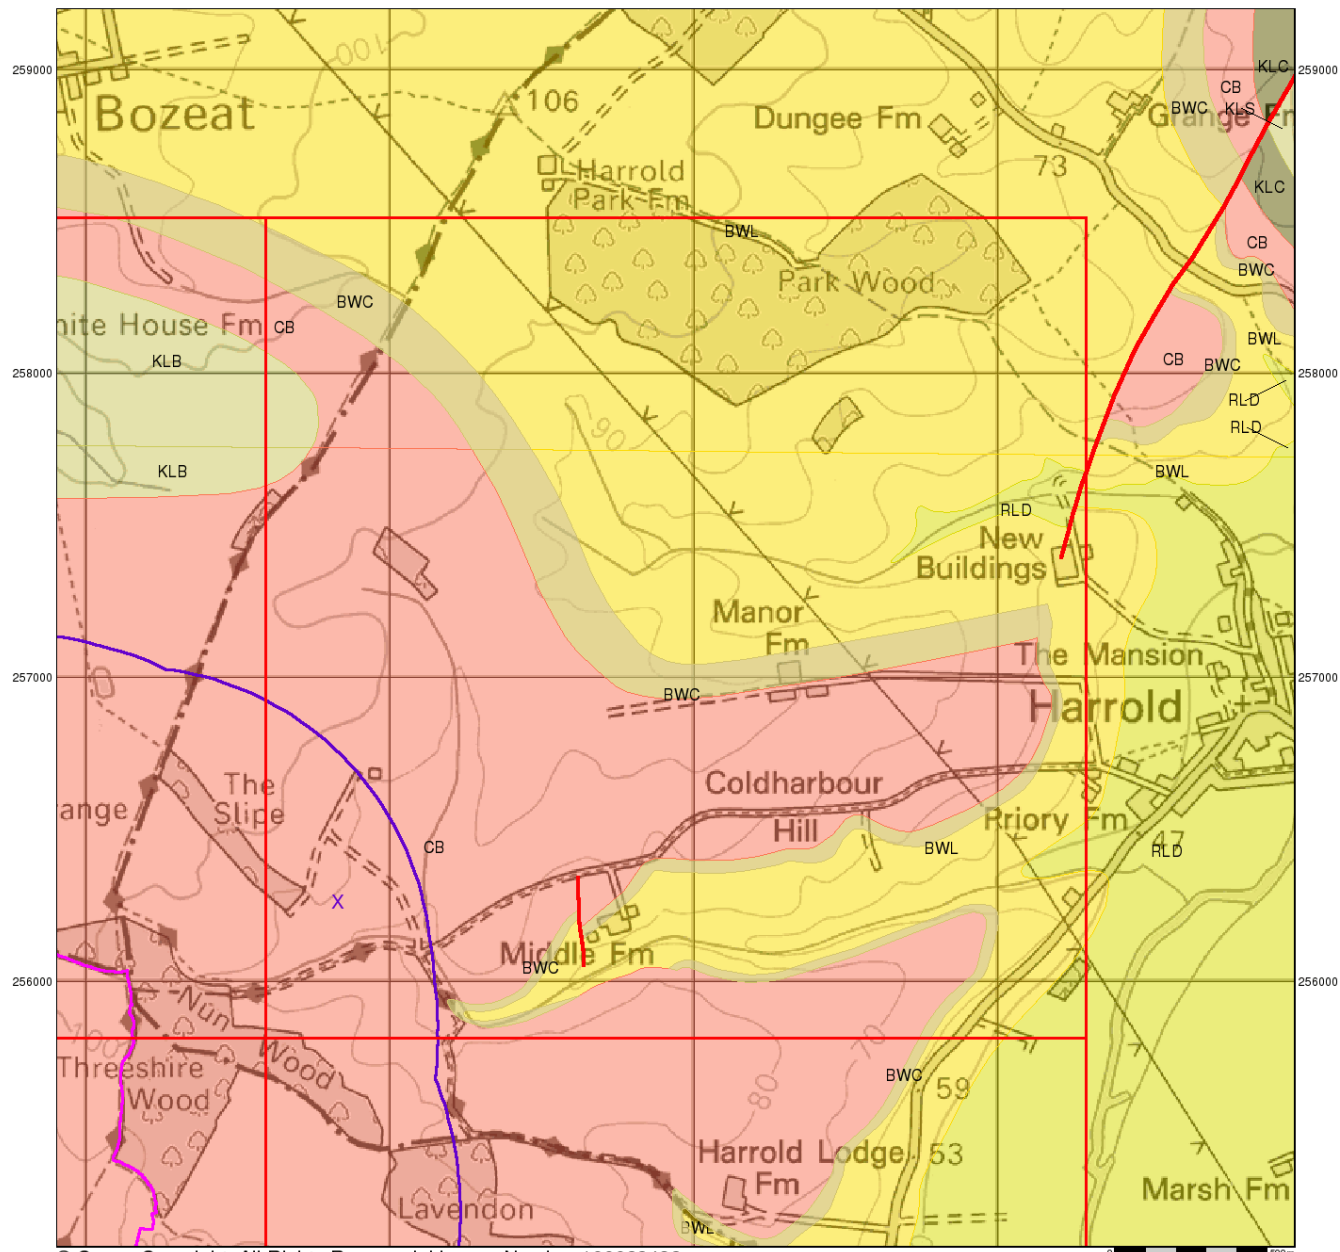 259000
259000
KLC
CB
BWC
KLS
106
Bozeat
Dungee Fm
Grange Fm
73
Harrold
Park Fm
KLC
BWL
CB
BWC
Park Wood
BWC
CB
hite House Fm
KLB
BWL
CB
BWC
258000
258000
RLD
90
RLD
KLB
BWL
RLD
New
Buildings
Manor
Fm
The Mansion
257000
257000
BWC
Harrold
The
Slipe
Coldharbour
Hill
ange
Priory Fm
47
CB
BWL
RLD
X
Middle Fm
BWC
256000
256000
Nun
Wood
100
70
Threeshire
Wood
BWC
80
59
Harrold Lodge
Fm
53
Marsh Fm
Lavendon
BWL